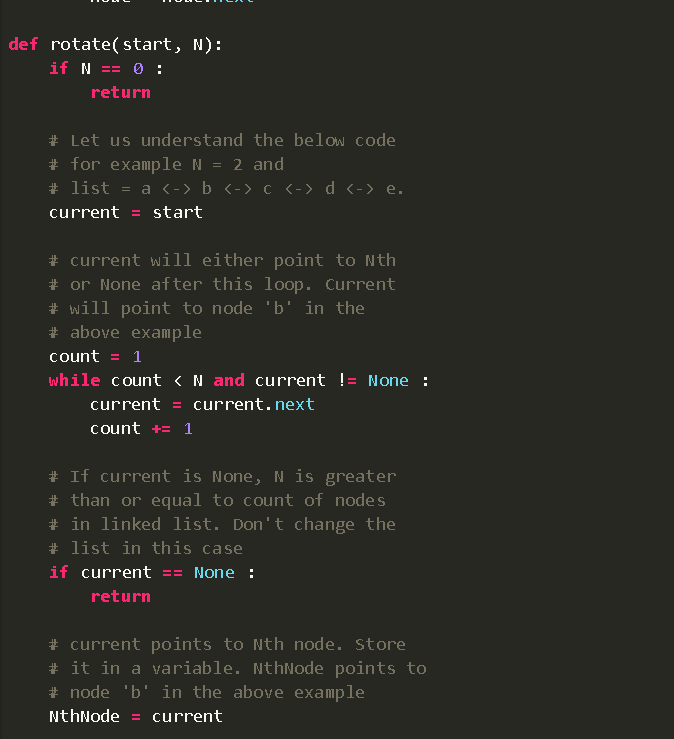 node = node.next
def rotate(start, N):
    if N == 0 :
        return
    # Let us understand the below code
    # for example N = 2 and
    # list = a <-> b <-> c <-> d <-> e.
    current = start
    # current will either point to Nth
    # or None after this loop. Current
    # will point to node 'b' in the
    # above example
    count = 1
    while count < N and current != None :
        current = current.next
        count += 1
    # If current is None, N is greater
    # than or equal to count of nodes
    # in linked list. Don't change the
    # list in this case
    if current == None :
        return
    # current points to Nth node. Store
    # it in a variable. NthNode points to
    # node 'b' in the above example
    NthNode = current